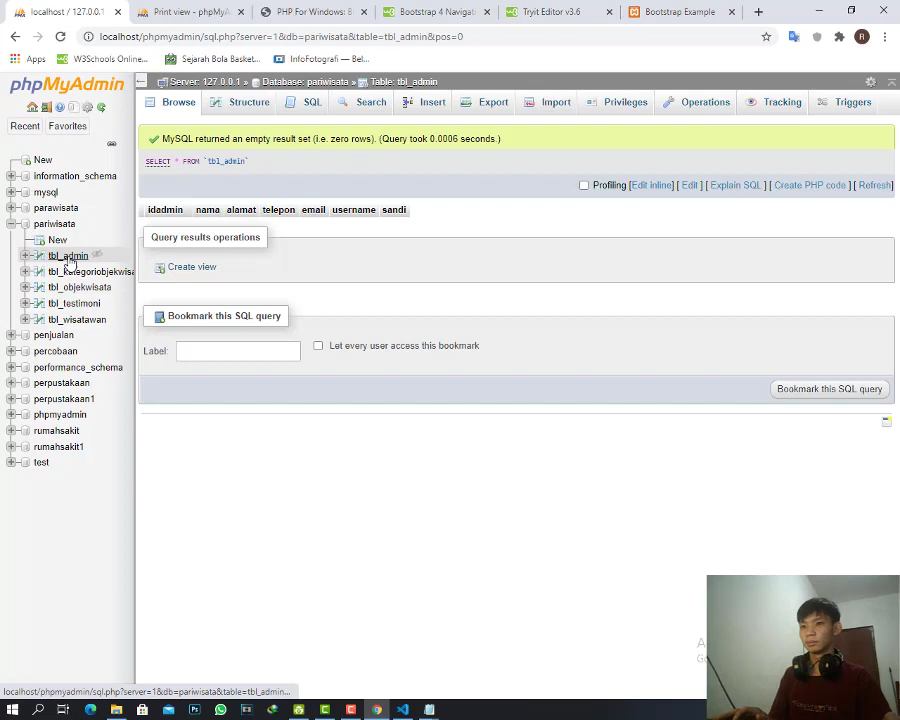 localhost / 127.0.0.1
Print view - phpMy
PHP For Windows: B
Bootstrap 4 Navigat
Tryit Editor v3.6
Bootstrap Example
localhost/phpmyadmin/sql.php?server=1&db=pariwisata&table=tbl_admin&pos=0
R
Apps
W3Schools Online...
Sejarah Bola Basket...
InfoFotografi — Bel...
phpMyAdmin
Recent
Favorites
New
information_schema
mysql
parawisata
pariwisata
New
tbl_admin
tbl_kategoriobjekwisa
tbl_objekwisata
tbl_testimoni
tbl_wisatawan
penjualan
percobaan
performance_schema
perpustakaan
perpustakaan1
phpmyadmin
rumahsakit
rumahsakit1
test
Server: 127.0.0.1 » Database: pariwisata » Table: tbl_admin
Browse
Structure
SQL
Search
Insert
Export
Import
Privileges
Operations
Tracking
Triggers
MySQL returned an empty result set (i.e. zero rows). (Query took 0.0006 seconds.)
SELECT * FROM `tbl_admin`
Profiling [Edit inline] [ Edit ] [ Explain SQL ] [ Create PHP code ] [ Refresh]
idadmin nama alamat telepon email username sandi
Query results operations
Create view
Bookmark this SQL query
Label:
Let every user access this bookmark
Bookmark this SQL query
localhost/phpmyadmin/sql.php?server=1&db=pariwisata&table=tbl_admin...